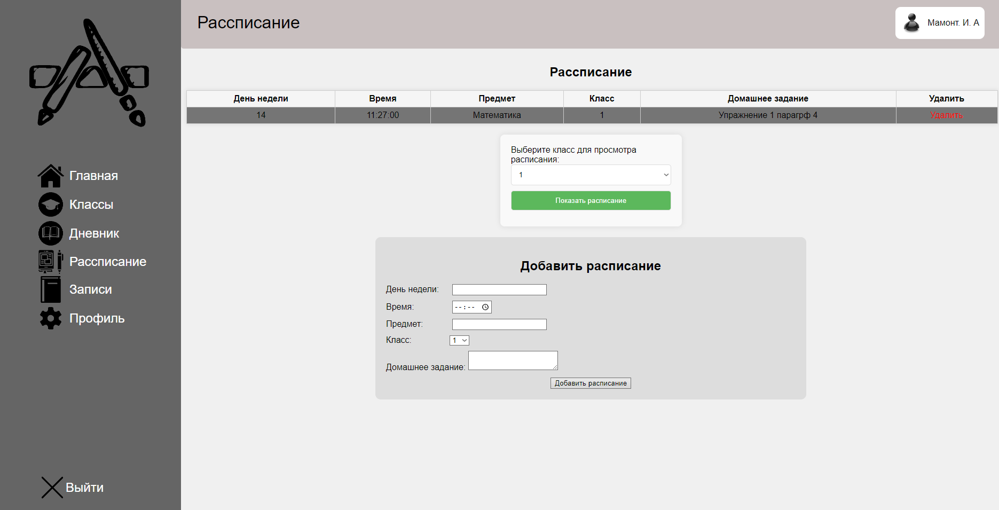 Рассписание
Мамонт. И. А
Главная
Классы
Дневник
Рассписание
Записи
Профиль
Выйти
Рассписание
День недели Время Предмет Класс Домашнее задание Удалить
14 11:27:00 Математика 1 Упражнение 1 парагрф 4 Удалить
Выберите класс для просмотра
расписания:
1
Показать расписание
Добавить расписание
День недели:
Время: --:--
Предмет:
Класс: 1
Домашнее задание:
Добавить расписание